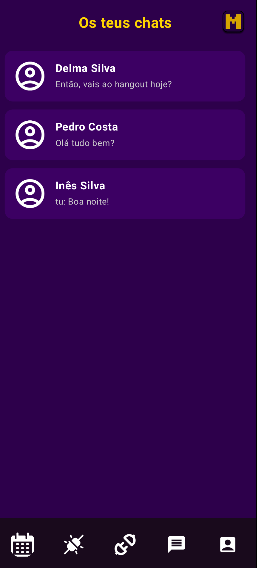 Os teus chats
M
Delma Silva
Então, vais ao hangout hoje?
Pedro Costa
Olá tudo bem?
Inês Silva
tu: Boa noite!